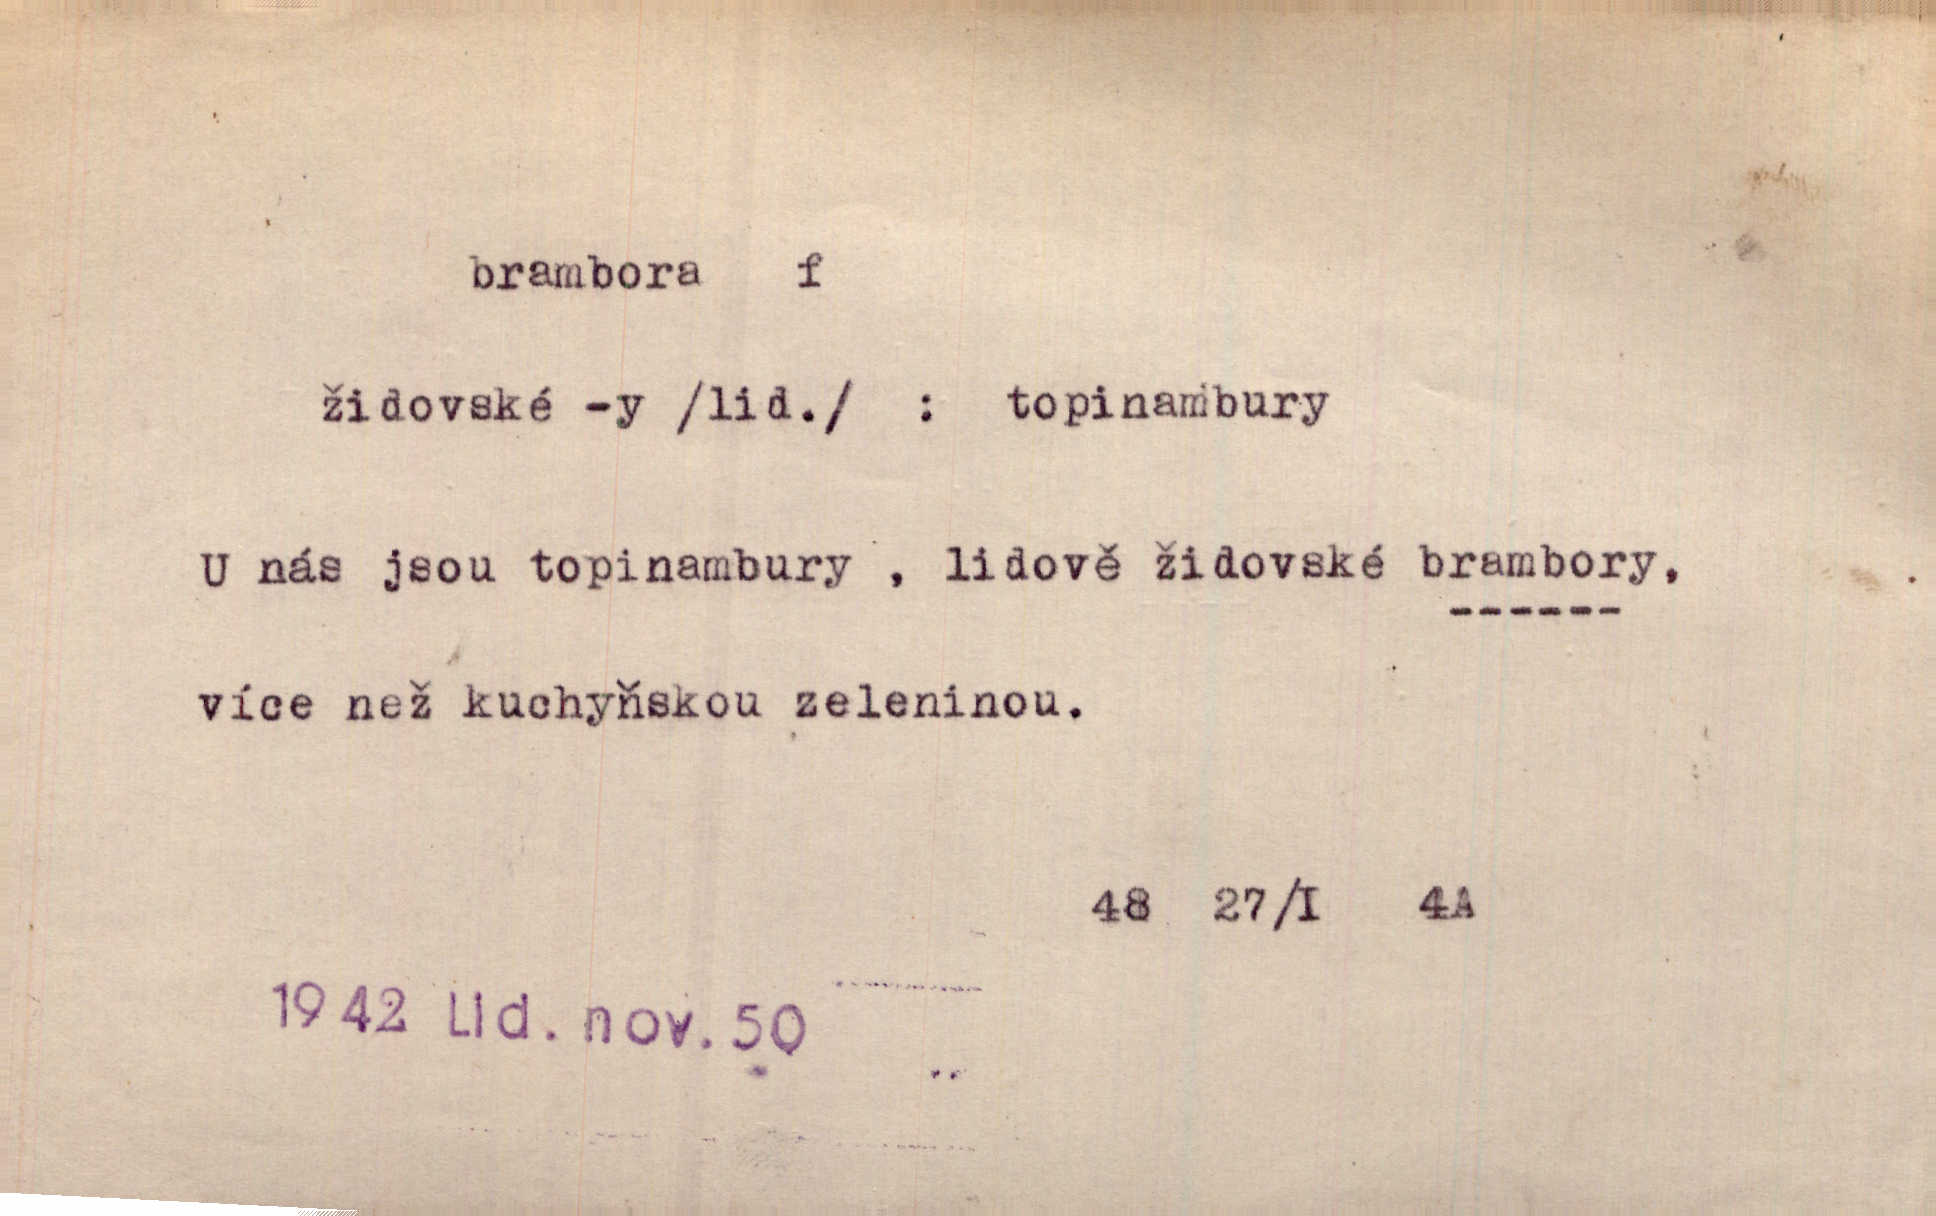 brambora f
židovské -y /lid./ : topinambury
U nás jsou topinambury , lidově židovské brambory,
------
více než kuchyňskou zeleninou.
48 27/I 4A
1942 Lid. nov. 50